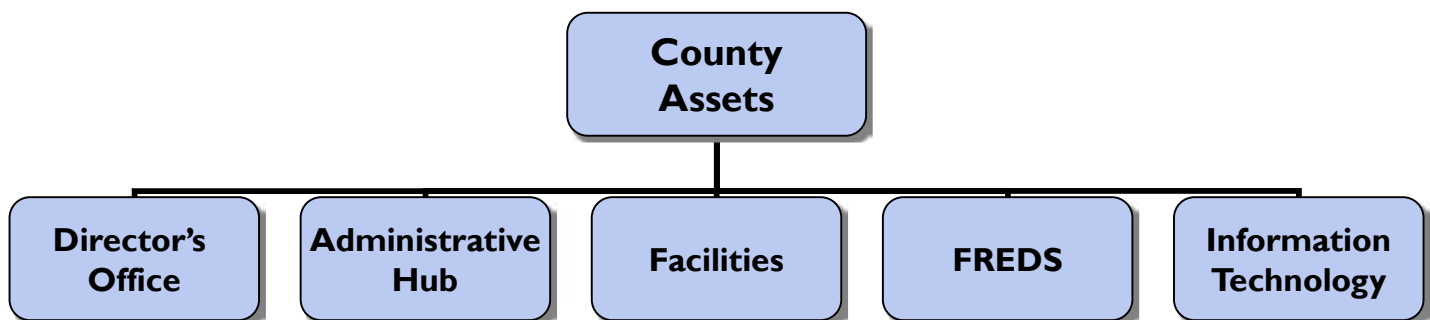 County
Assets
Director's
Office
Administrative
Hub
Facilities
FREDS
Information
Technology